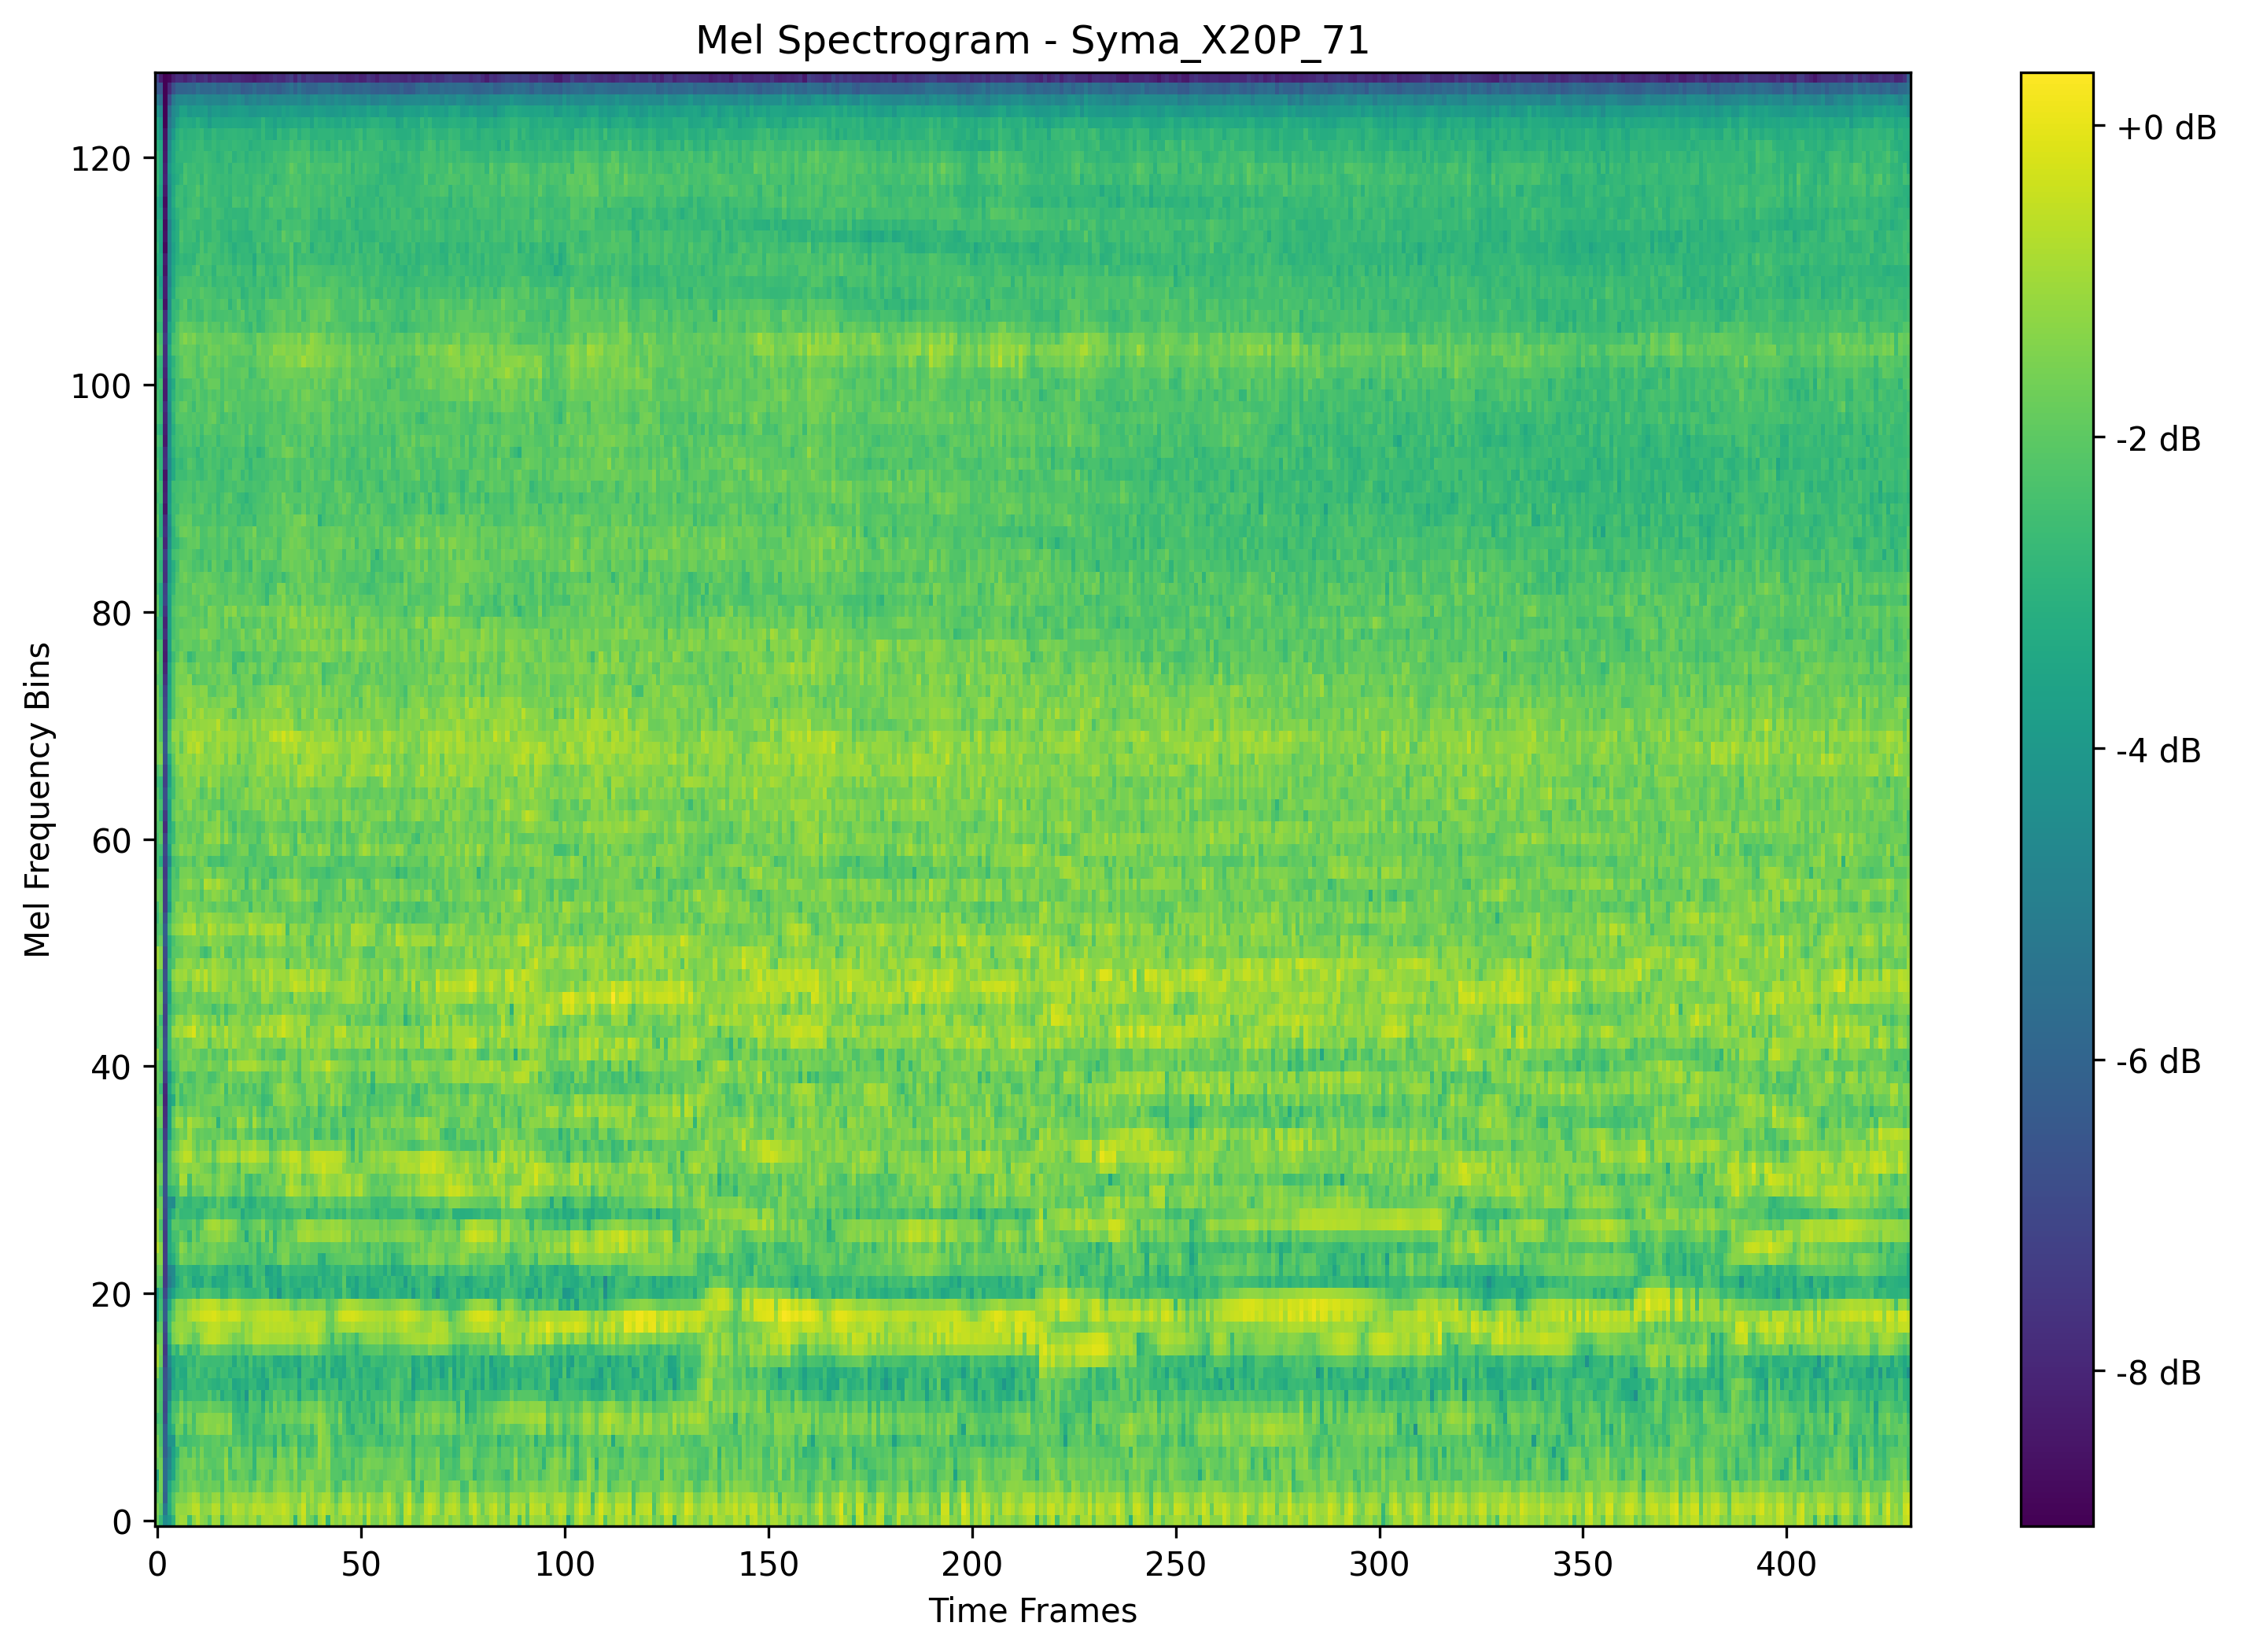 Mel Spectrogram - Syma_X20P_71
Mel Frequency Bins
120
100
80
60
40
20
0
0 50 100 150 200 250 300 350 400
Time Frames
+0 dB
-2 dB
-4 dB
-6 dB
-8 dB